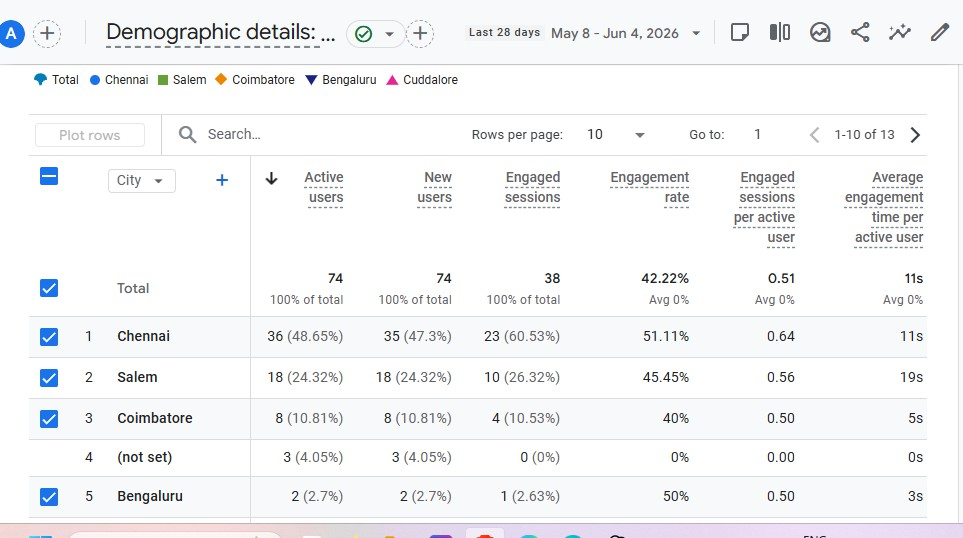 A
Demographic details: ...
Last 28 days May 8 - Jun 4, 2026
Total Chennai Salem Coimbatore Bengaluru Cuddalore
Plot rows Search... Rows per page: 10 Go to: 1 1-10 of 13
City Active users New users Engaged sessions Engagement rate Engaged sessions per active user Average engagement time per active user
Total 74 74 38 42.22% 0.51 11s
100% of total 100% of total 100% of total Avg 0% Avg 0% Avg 0%
1 Chennai 36 (48.65%) 35 (47.3%) 23 (60.53%) 51.11% 0.64 11s
2 Salem 18 (24.32%) 18 (24.32%) 10 (26.32%) 45.45% 0.56 19s
3 Coimbatore 8 (10.81%) 8 (10.81%) 4 (10.53%) 40% 0.50 5s
4 (not set) 3 (4.05%) 3 (4.05%) 0 (0%) 0% 0.00 0s
5 Bengaluru 2 (2.7%) 2 (2.7%) 1 (2.63%) 50% 0.50 3s